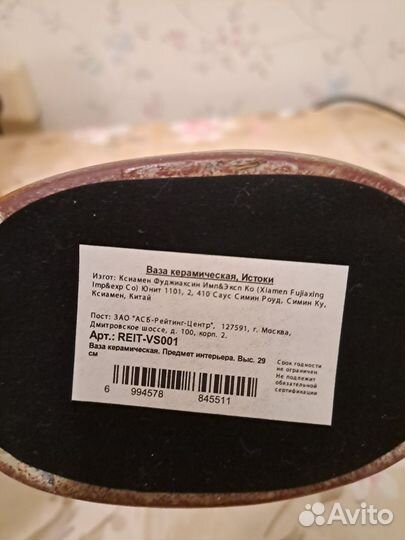 Ваза керамическая, Истоки
Изгот: Ксиамен Фуджиаксин Имп&Эксп Ко (Xiamen Fujiaxing
Imp&exp Co) Юнит 1101, 2, 410 Саус Симин Роуд, Симин Ку,
Ксиамен, Китай
Пост: ЗАО "АСБ-Рейтинг-Центр", 127591, г. Москва,
Дмитровское шоссе, д. 100, корп. 2.
Арт.: REIT-VS001
Ваза керамическая. Предмет интерьера. Выс. 29
см
Срок годности
не ограничен
Не подлежит
обязательной
сертификации
6 994578 845511
Avito